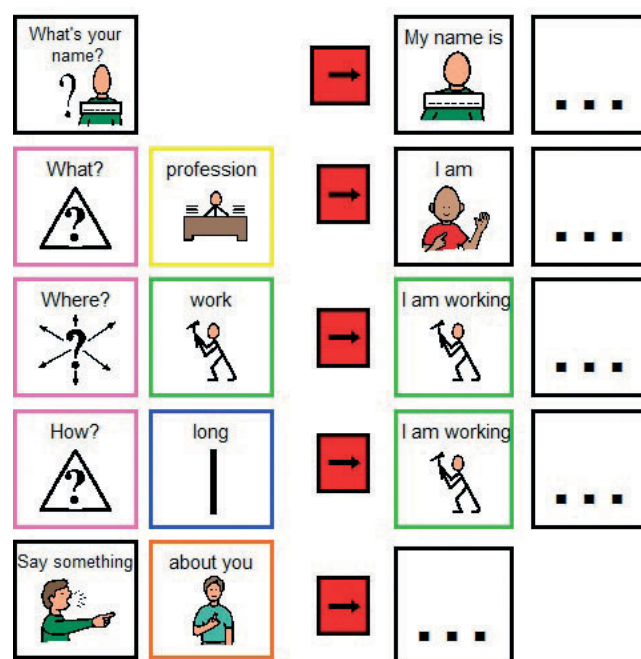 What's your
name?
?
My name is
...
What?
profession
I am
?
...
Where?
work
I am working
?
...
How?
long
I am working
?
...
Say something
about you
...